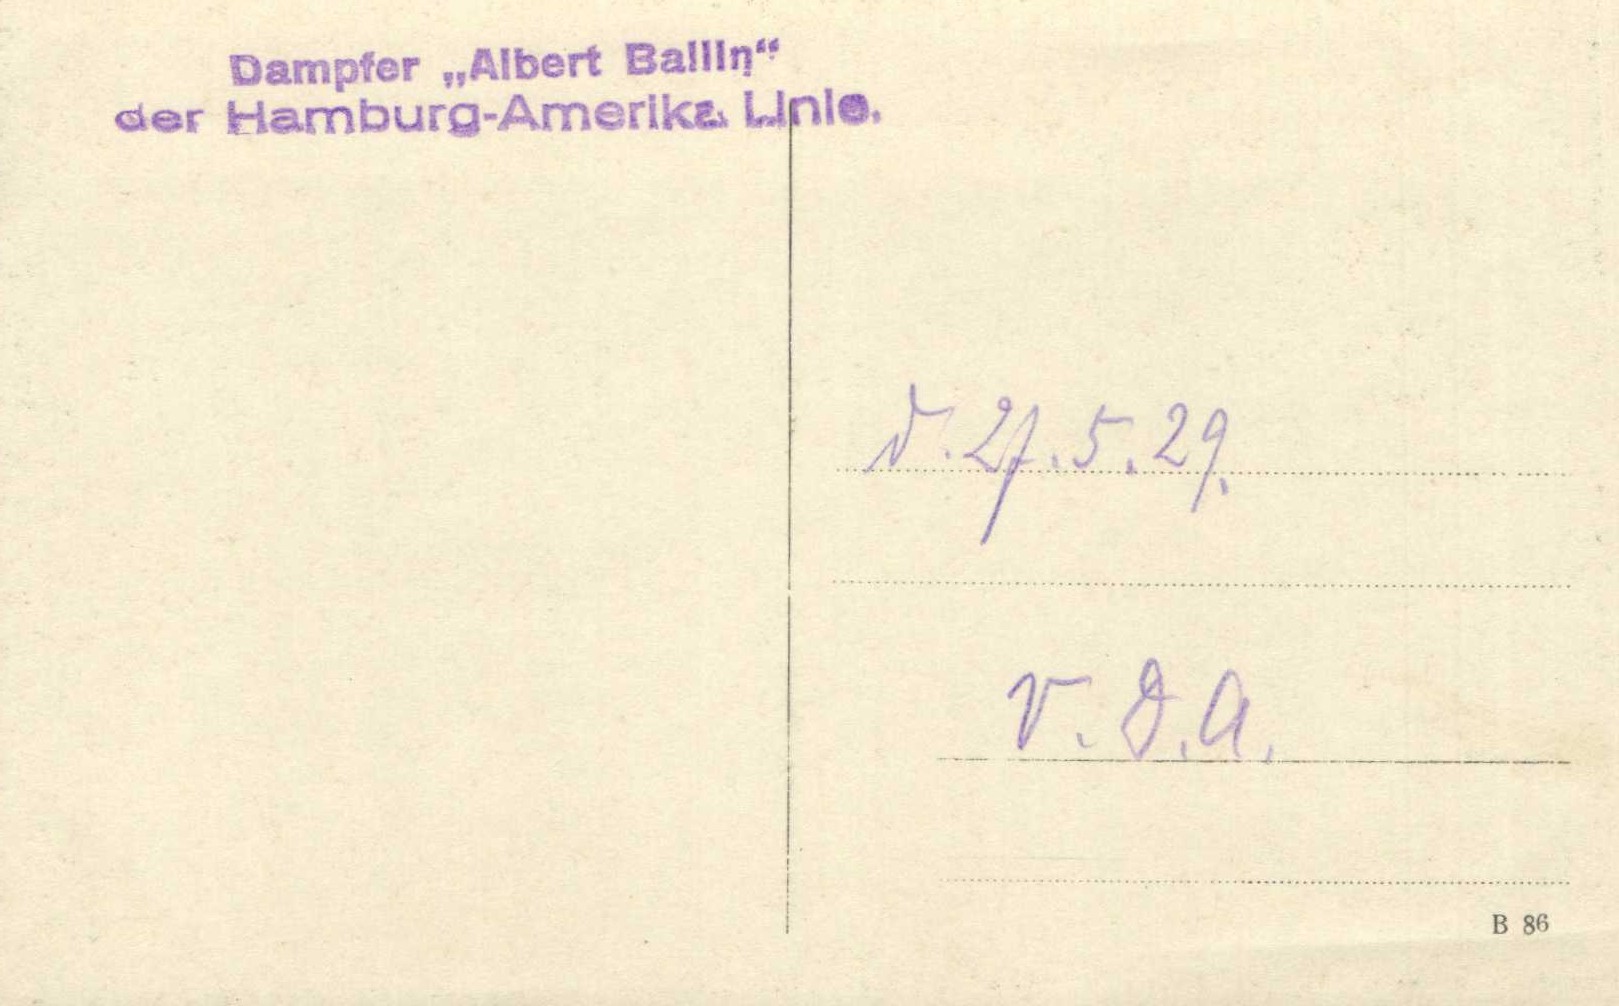 Dampfer „Albert Ballin“
der Hamburg-Amerika Linie.
d. 27.5.29.
V. D. A.
B 86